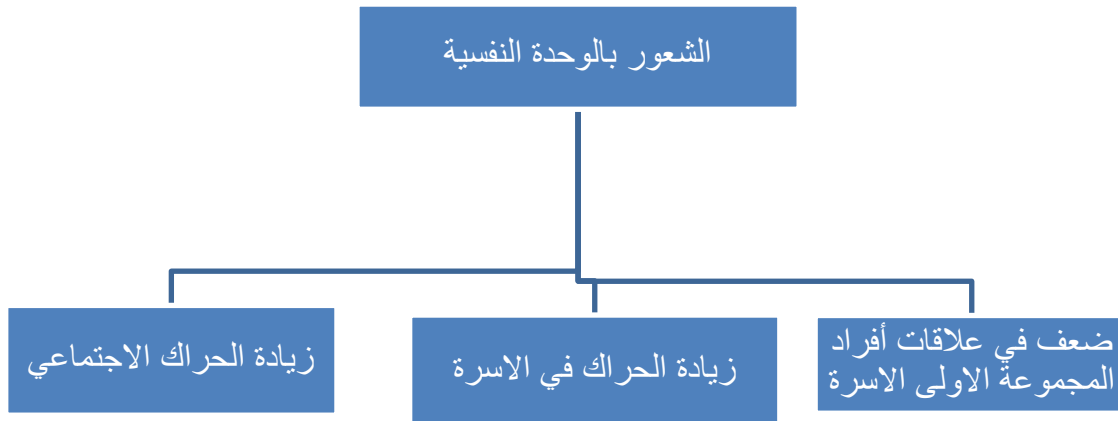 الشعور بالوحدة النفسية
ضعف في علاقات أفراد
المجموعة الاولى الاسرة
زيادة الحراك في الاسرة
زيادة الحراك الاجتماعي